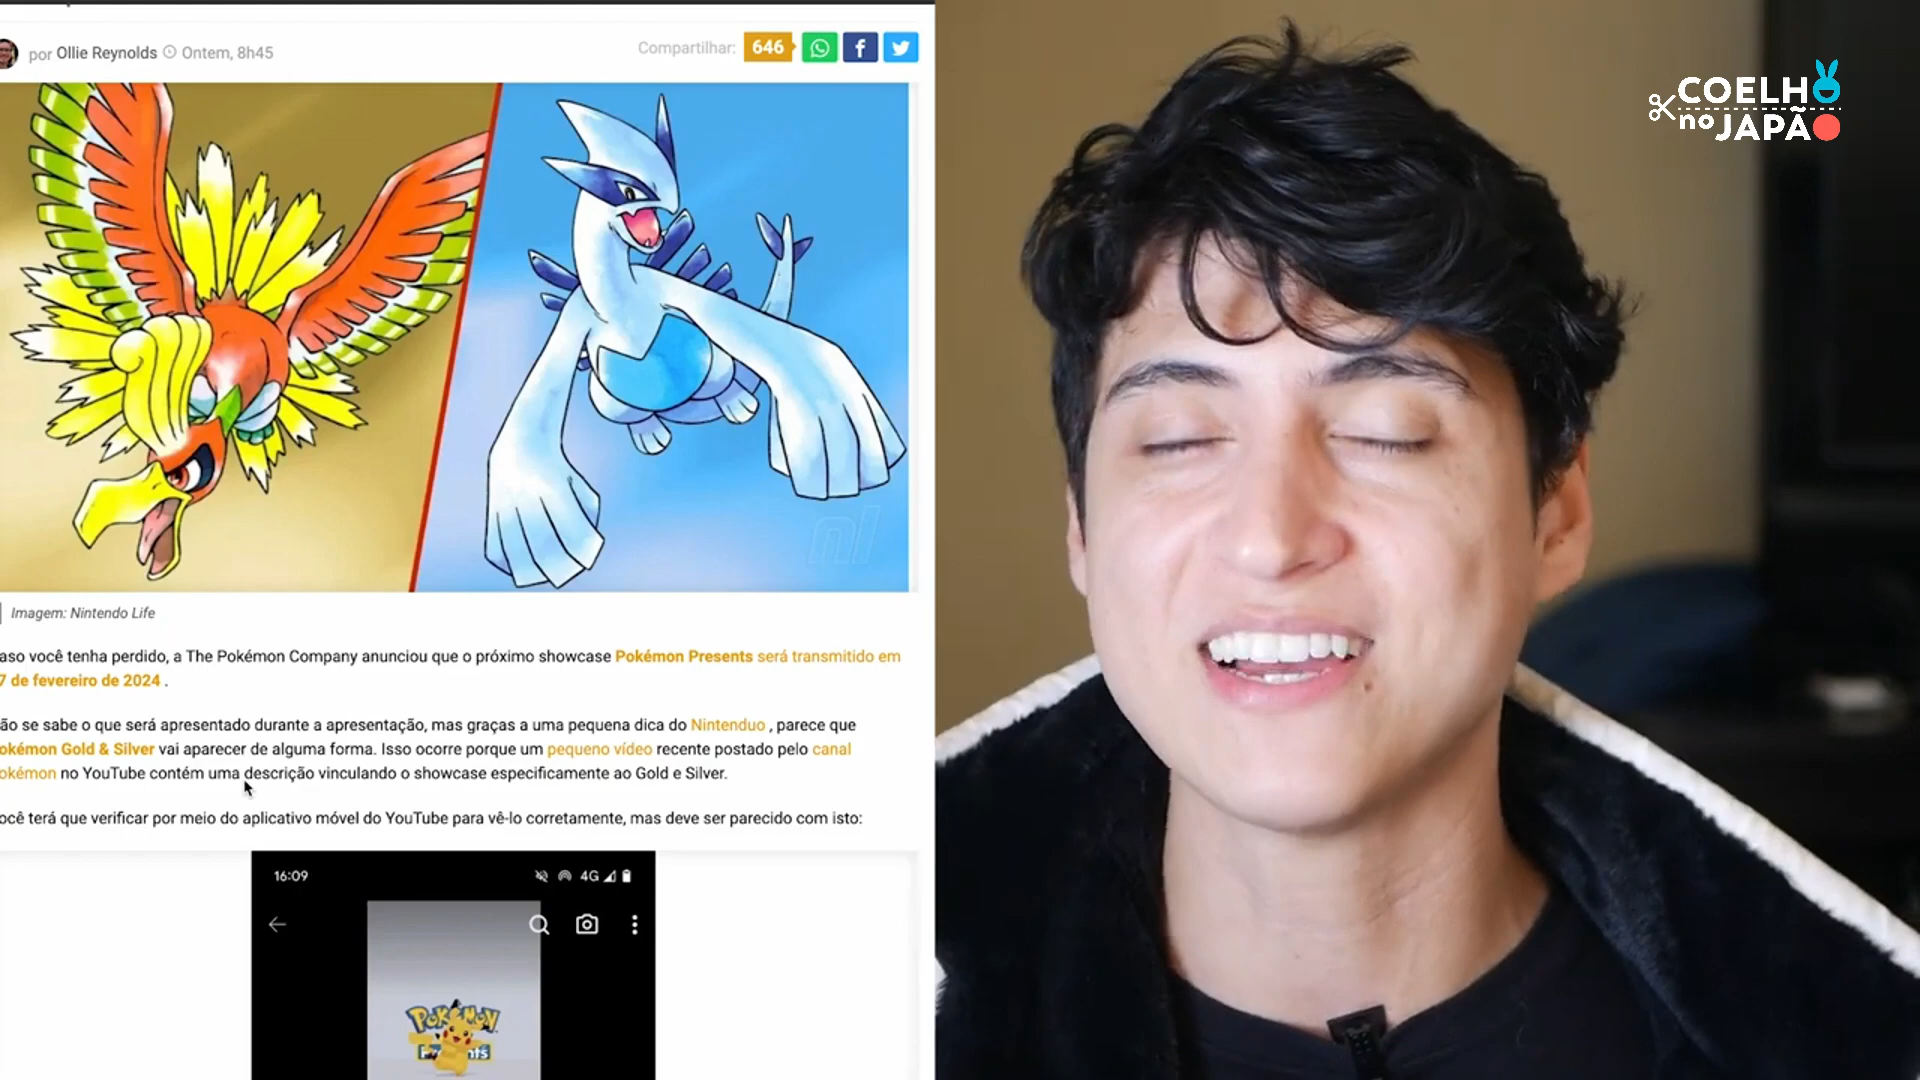 por Ollie Reynolds Ontem, 8h45
Compartilhar: 646
COELHO
no JAPÃO
nl
Imagem: Nintendo Life
aso você tenha perdido, a The Pokémon Company anunciou que o próximo showcase Pokémon Presents será transmitido em
7 de fevereiro de 2024 .
ão se sabe o que será apresentado durante a apresentação, mas graças a uma pequena dica do Nintenduo , parece que
okémon Gold & Silver vai aparecer de alguma forma. Isso ocorre porque um pequeno vídeo recente postado pelo canal
okémon no YouTube contém uma descrição vinculando o showcase especificamente ao Gold e Silver.
ocê terá que verificar por meio do aplicativo móvel do YouTube para vê-lo corretamente, mas deve ser parecido com isto:
16:09 4G
POKÉMON